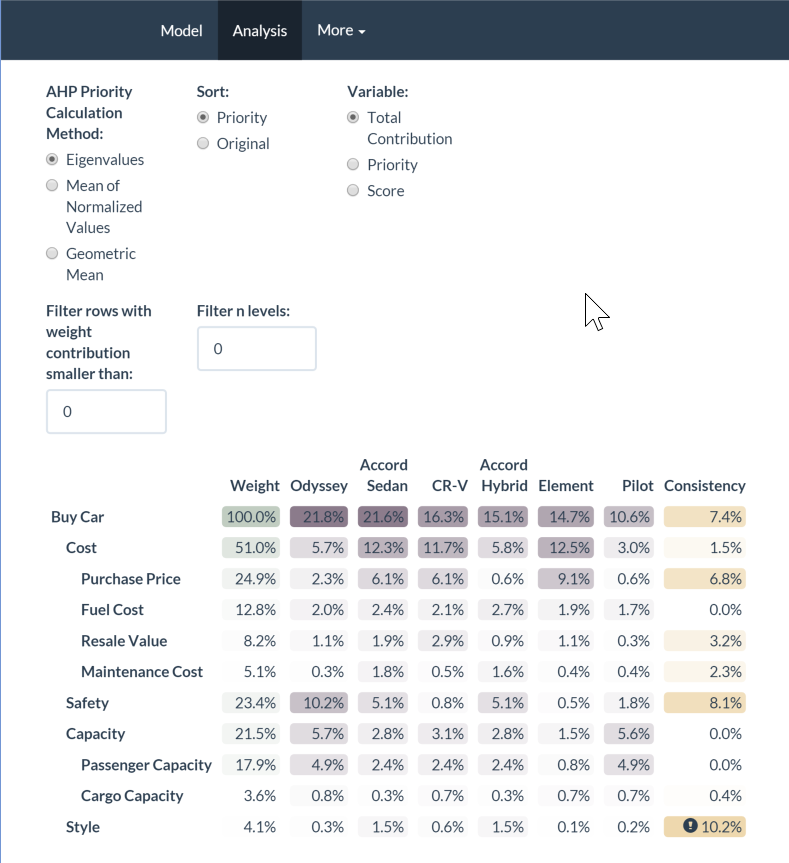 Model Analysis More
AHP Priority Calculation Method:
Eigenvalues
Mean of Normalized Values
Geometric Mean
Sort:
Priority
Original
Variable:
Total Contribution
Priority
Score
Filter rows with weight contribution smaller than:
0
Filter n levels:
0
Weight Odyssey Accord Sedan CR-V Accord Hybrid Element Pilot Consistency
Buy Car 100.0% 21.8% 21.6% 16.3% 15.1% 14.7% 10.6% 7.4%
Cost 51.0% 5.7% 12.3% 11.7% 5.8% 12.5% 3.0% 1.5%
Purchase Price 24.9% 2.3% 6.1% 6.1% 0.6% 9.1% 0.6% 6.8%
Fuel Cost 12.8% 2.0% 2.4% 2.1% 2.7% 1.9% 1.7% 0.0%
Resale Value 8.2% 1.1% 1.9% 2.9% 0.9% 1.1% 0.3% 3.2%
Maintenance Cost 5.1% 0.3% 1.8% 0.5% 1.6% 0.4% 0.4% 2.3%
Safety 23.4% 10.2% 5.1% 0.8% 5.1% 0.5% 1.8% 8.1%
Capacity 21.5% 5.7% 2.8% 3.1% 2.8% 1.5% 5.6% 0.0%
Passenger Capacity 17.9% 4.9% 2.4% 2.4% 2.4% 0.8% 4.9% 0.0%
Cargo Capacity 3.6% 0.8% 0.3% 0.7% 0.3% 0.7% 0.7% 0.4%
Style 4.1% 0.3% 1.5% 0.6% 1.5% 0.1% 0.2% 10.2%